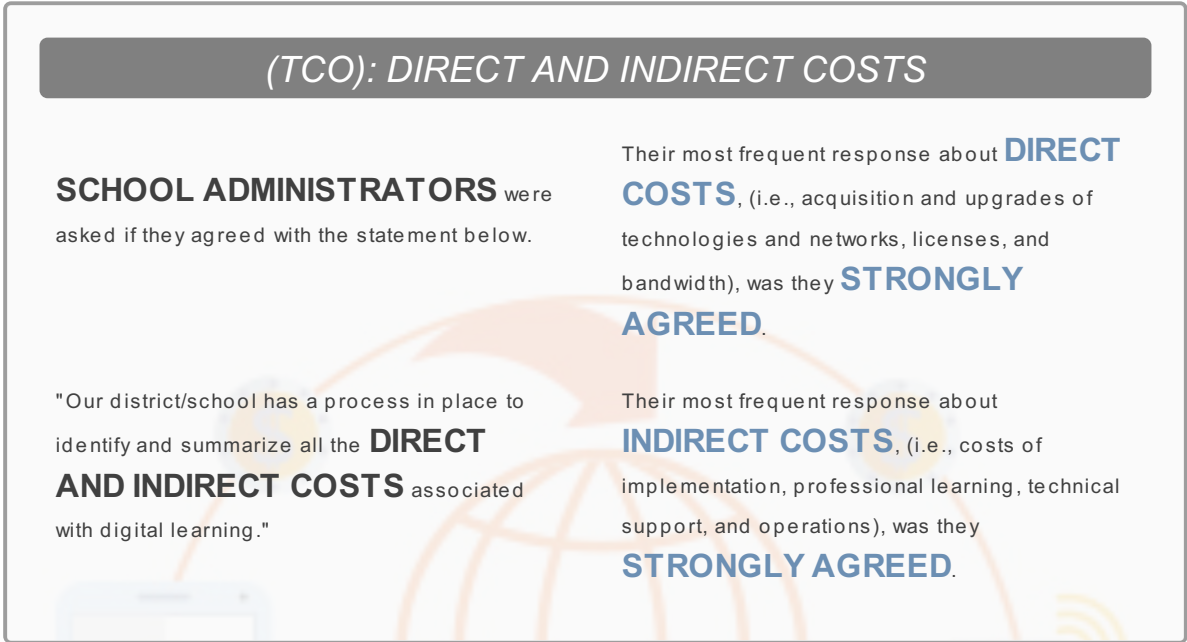 (TCO): DIRECT AND INDIRECT COSTS
SCHOOL ADMINISTRATORS were
asked if they agreed with the statement below.
"Our district/school has a process in place to
identify and summarize all the DIRECT
AND INDIRECT COSTS associated
with digital learning."
Their most frequent response about DIRECT
COSTS, (i.e., acquisition and upgrades of
technologies and networks, licenses, and
bandwidth), was they STRONGLY
AGREED.
Their most frequent response about
INDIRECT COSTS, (i.e., costs of
implementation, professional learning, technical
support, and operations), was they
STRONGLY AGREED.